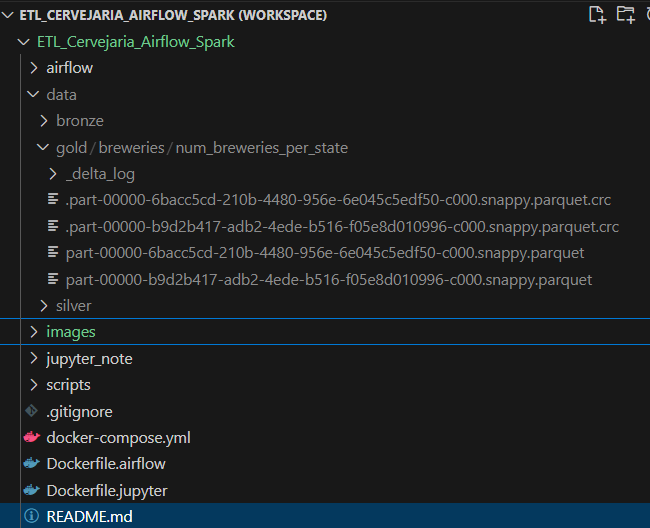 ETL_CERVEJARIA_AIRFLOW_SPARK (WORKSPACE)
ETL_Cervejaria_Airflow_Spark
airflow
data
bronze
gold / breweries / num_breweries_per_state
_delta_log
.part-00000-6bacc5cd-210b-4480-956e-6e045c5edf50-c000.snappy.parquet.crc
.part-00000-b9d2b417-adb2-4ede-b516-f05e8d010996-c000.snappy.parquet.crc
part-00000-6bacc5cd-210b-4480-956e-6e045c5edf50-c000.snappy.parquet
part-00000-b9d2b417-adb2-4ede-b516-f05e8d010996-c000.snappy.parquet
silver
images
jupyter_note
scripts
.gitignore
docker-compose.yml
Dockerfile.airflow
Dockerfile.jupyter
README.md